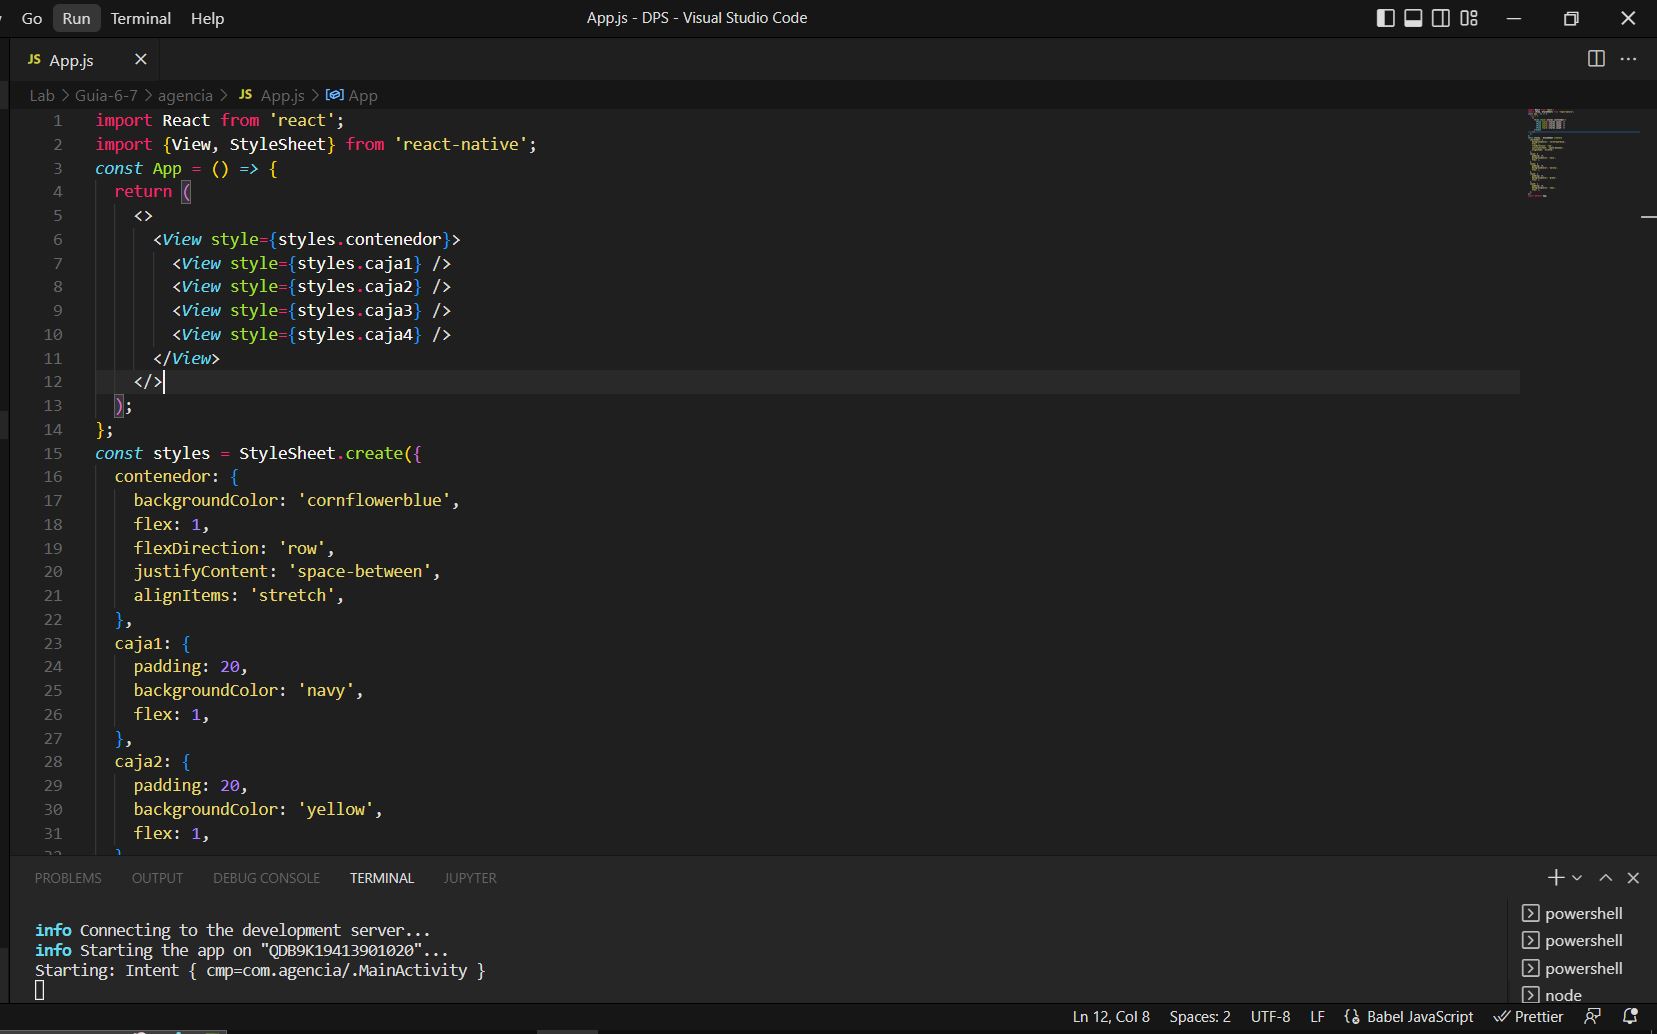 Go Run Terminal Help
App.js - DPS - Visual Studio Code
JS App.js
Lab > Guia-6-7 > agencia > JS App.js > App
1 import React from 'react';
2 import {View, StyleSheet} from 'react-native';
3 const App = () => {
4 return (
5 <>
6 <View style={styles.contenedor}>
7 <View style={styles.caja1} />
8 <View style={styles.caja2} />
9 <View style={styles.caja3} />
10 <View style={styles.caja4} />
11 </View>
12 </>
13 );
14 };
15 const styles = StyleSheet.create({
16 contenedor: {
17 backgroundColor: 'cornflowerblue',
18 flex: 1,
19 flexDirection: 'row',
20 justifyContent: 'space-between',
21 alignItems: 'stretch',
22 },
23 caja1: {
24 padding: 20,
25 backgroundColor: 'navy',
26 flex: 1,
27 },
28 caja2: {
29 padding: 20,
30 backgroundColor: 'yellow',
31 flex: 1,
PROBLEMS OUTPUT DEBUG CONSOLE TERMINAL JUPYTER
info Connecting to the development server...
info Starting the app on "QDB9K19413901020"...
Starting: Intent { cmp=com.agencia/.MainActivity }
powershell
powershell
powershell
node
Ln 12, Col 8 Spaces: 2 UTF-8 LF Babel JavaScript Prettier